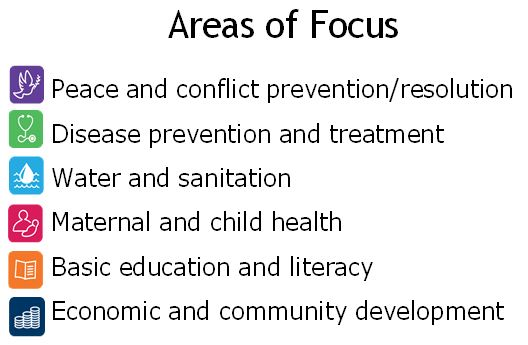 Areas of Focus
Peace and conflict prevention/resolution
Disease prevention and treatment
Water and sanitation
Maternal and child health
Basic education and literacy
Economic and community development